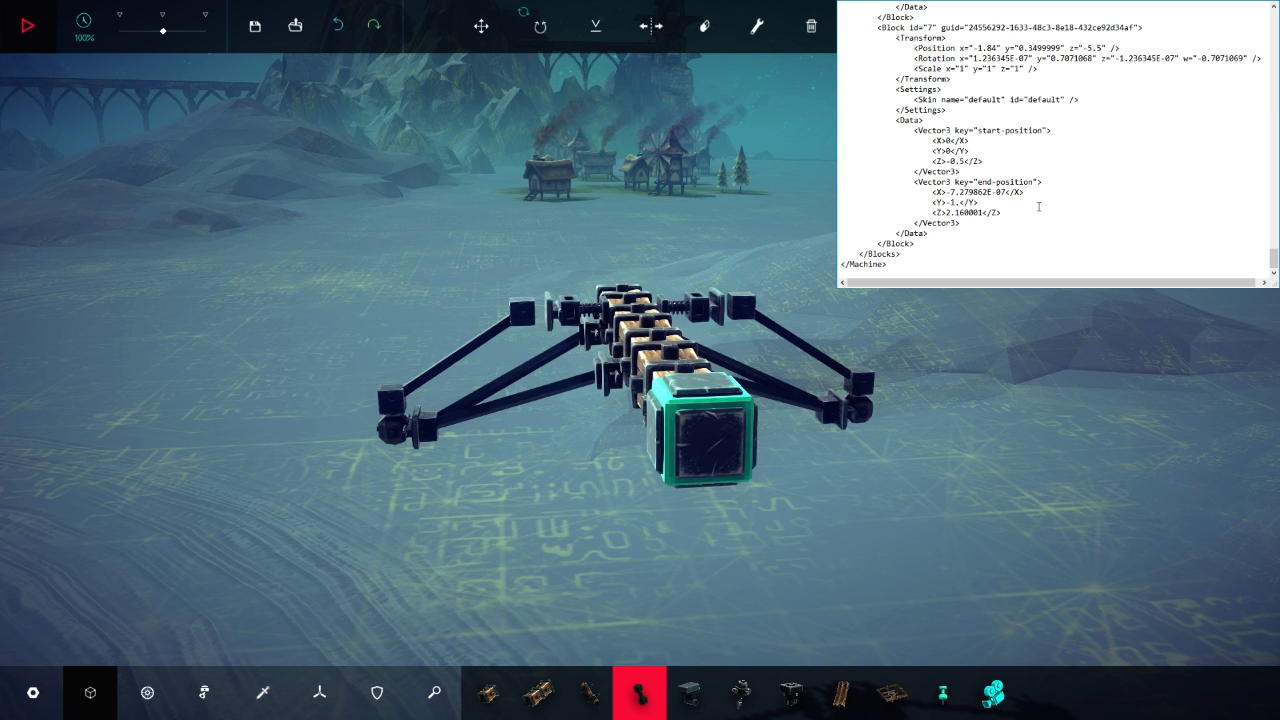 100%
</Data>
</Block>
<Block id="7" guid="24556292-1633-48c3-8e18-432ce92d34af">
<Transform>
<Position x="-1.84" y="0.3499999" z="-5.5" />
<Rotation x="1.236345E-07" y="0.7071068" z="-1.236345E-07" w="-0.7071069" />
<Scale x="1" y="1" z="1" />
</Transform>
<Settings>
<Skin name="default" id="default" />
</Settings>
<Data>
<Vector3 key="start-position">
<X>0</X>
<Y>0</Y>
<Z>-0.5</Z>
</Vector3>
<Vector3 key="end-position">
<X>-7.279862E-07</X>
<Y>-1.</Y>
<Z>2.160001</Z>
</Vector3>
</Data>
</Block>
</Blocks>
</Machine>